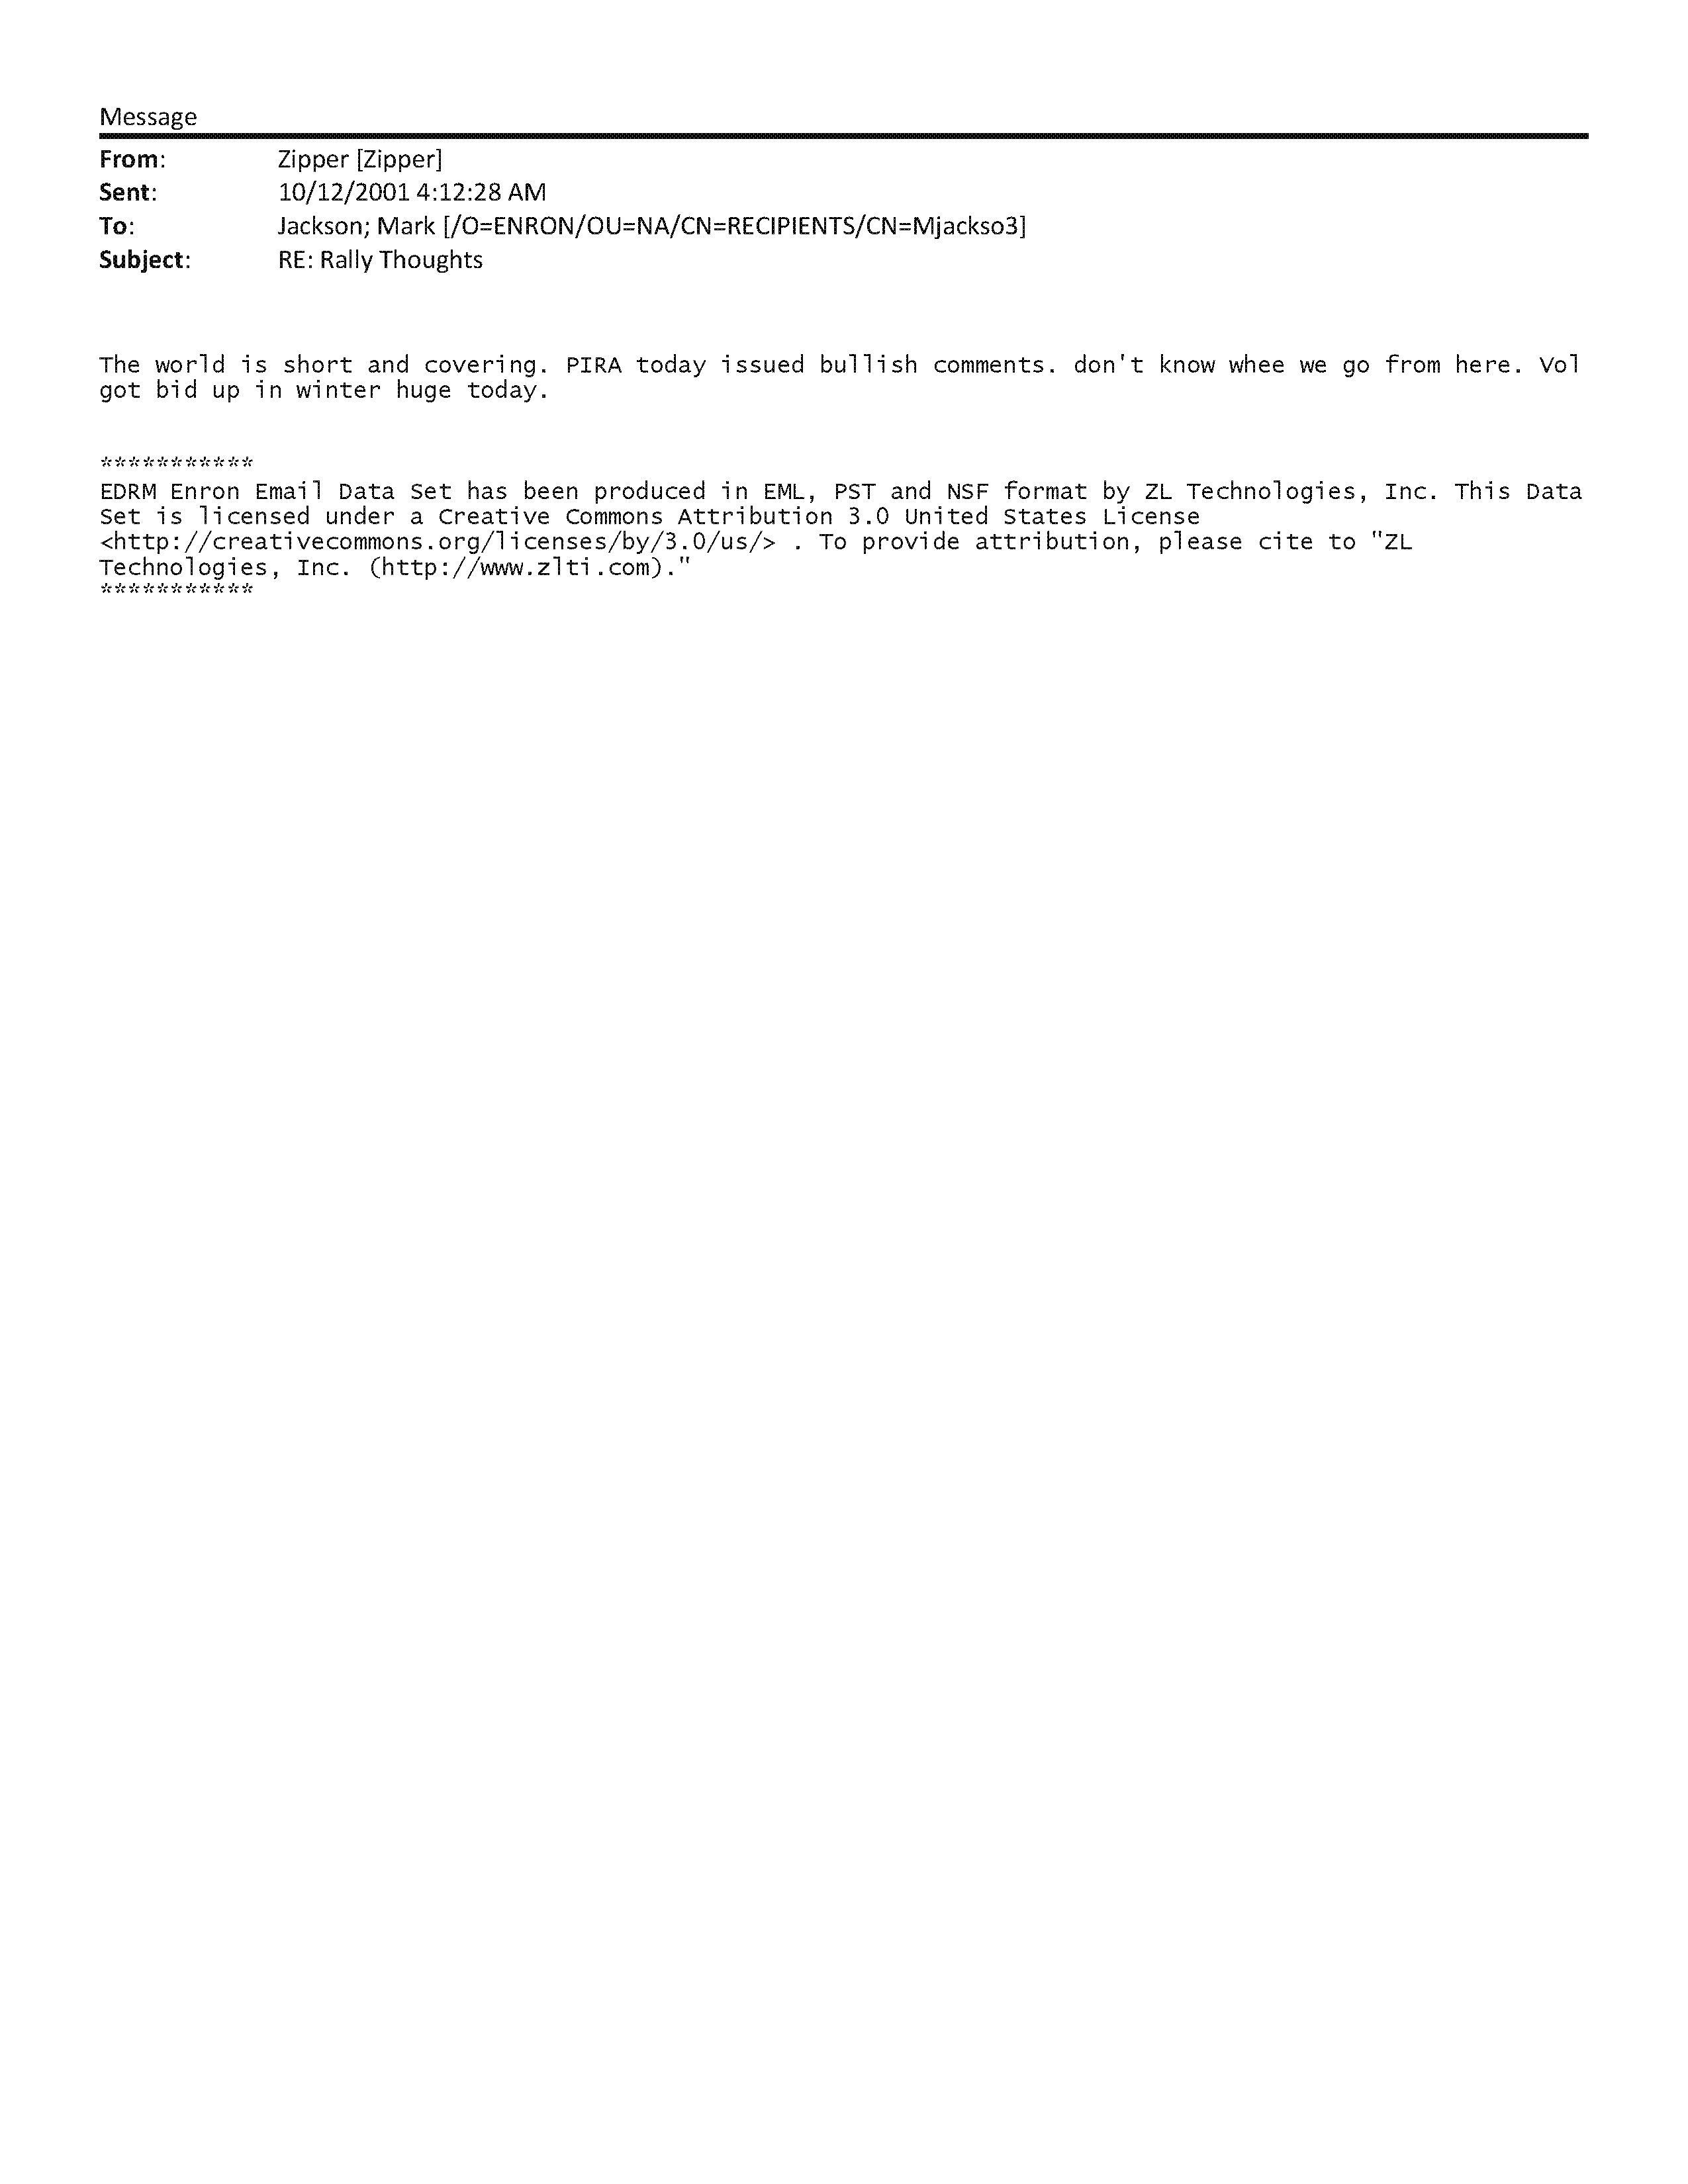 Message
From: Zipper [Zipper]
Sent: 10/12/2001 4:12:28 AM
To: Jackson; Mark [/O=ENRON/OU=NA/CN=RECIPIENTS/CN=Mjackso3]
Subject: RE: Rally Thoughts
The world is short and covering. PIRA today issued bullish comments. don't know whee we go from here. Vol
got bid up in winter huge today.
***********
EDRM Enron Email Data Set has been produced in EML, PST and NSF format by ZL Technologies, Inc. This Data
Set is licensed under a Creative Commons Attribution 3.0 United States License
<http://creativecommons.org/licenses/by/3.0/us/> . To provide attribution, please cite to "ZL
Technologies, Inc. (http://www.zlti.com)."
***********